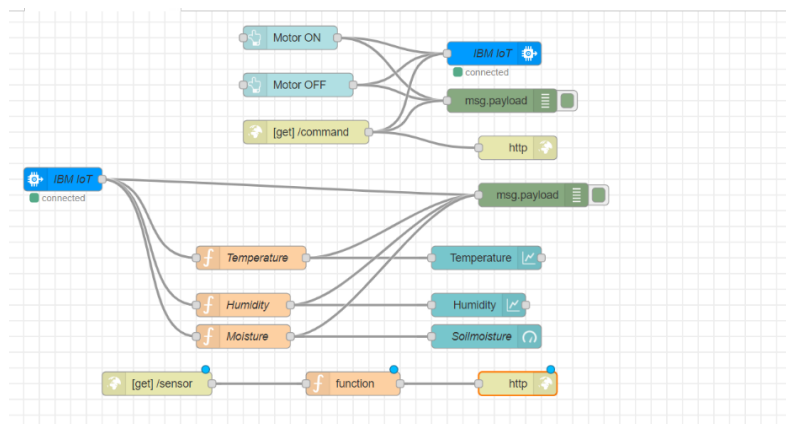 Motor ON
IBM IoT
connected
Motor OFF
msg.payload
[get] /command
http
IBM IoT
connected
msg.payload
Temperature
Temperature
Humidity
Humidity
Moisture
Soilmoisture
[get] /sensor
function
http